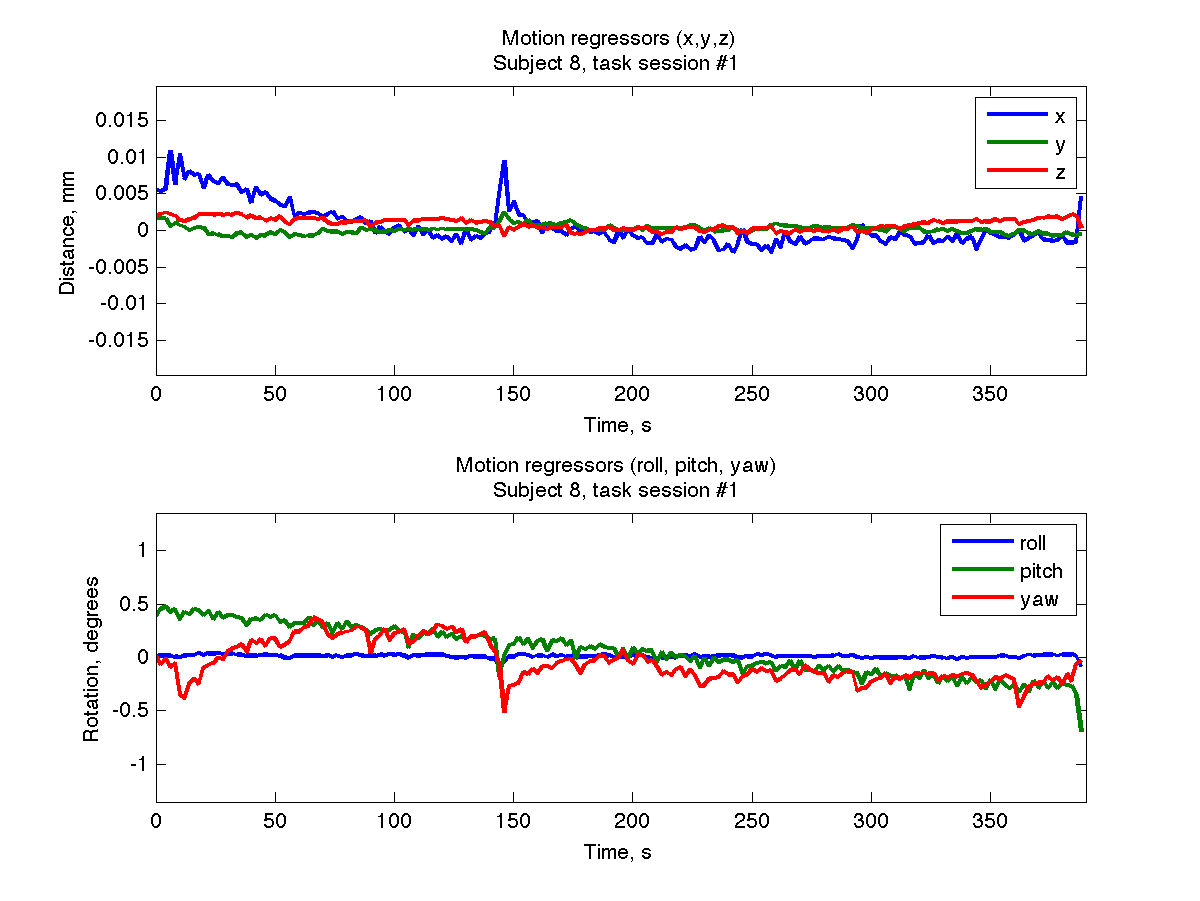 Motion regressors (x,y,z)
Subject 8, task session #1
0.015
0.01
0.005
0
-0.005
-0.01
-0.015
Distance, mm
x
y
z
0 50 100 150 200 250 300 350
Time, s
Motion regressors (roll, pitch, yaw)
Subject 8, task session #1
1
0.5
0
-0.5
-1
Rotation, degrees
roll
pitch
yaw
0 50 100 150 200 250 300 350
Time, s